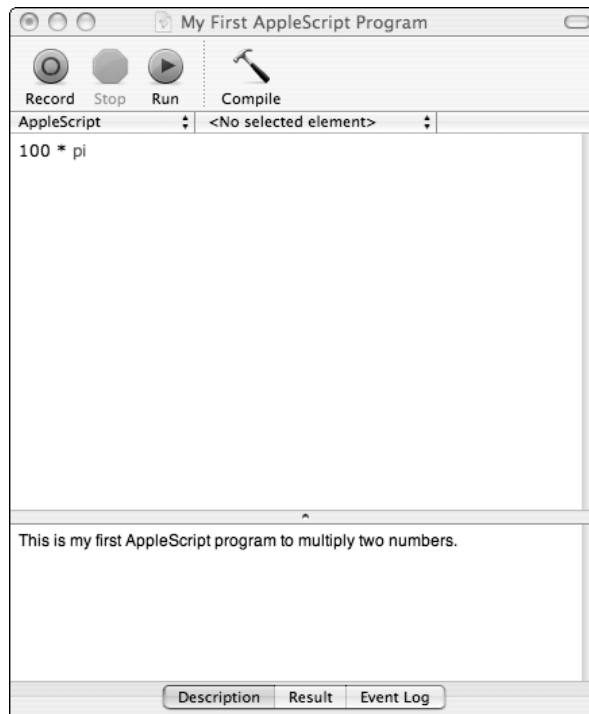 My First AppleScript Program
Record Stop Run Compile
AppleScript <No selected element>
100 * pi
This is my first AppleScript program to multiply two numbers.
Description Result Event Log